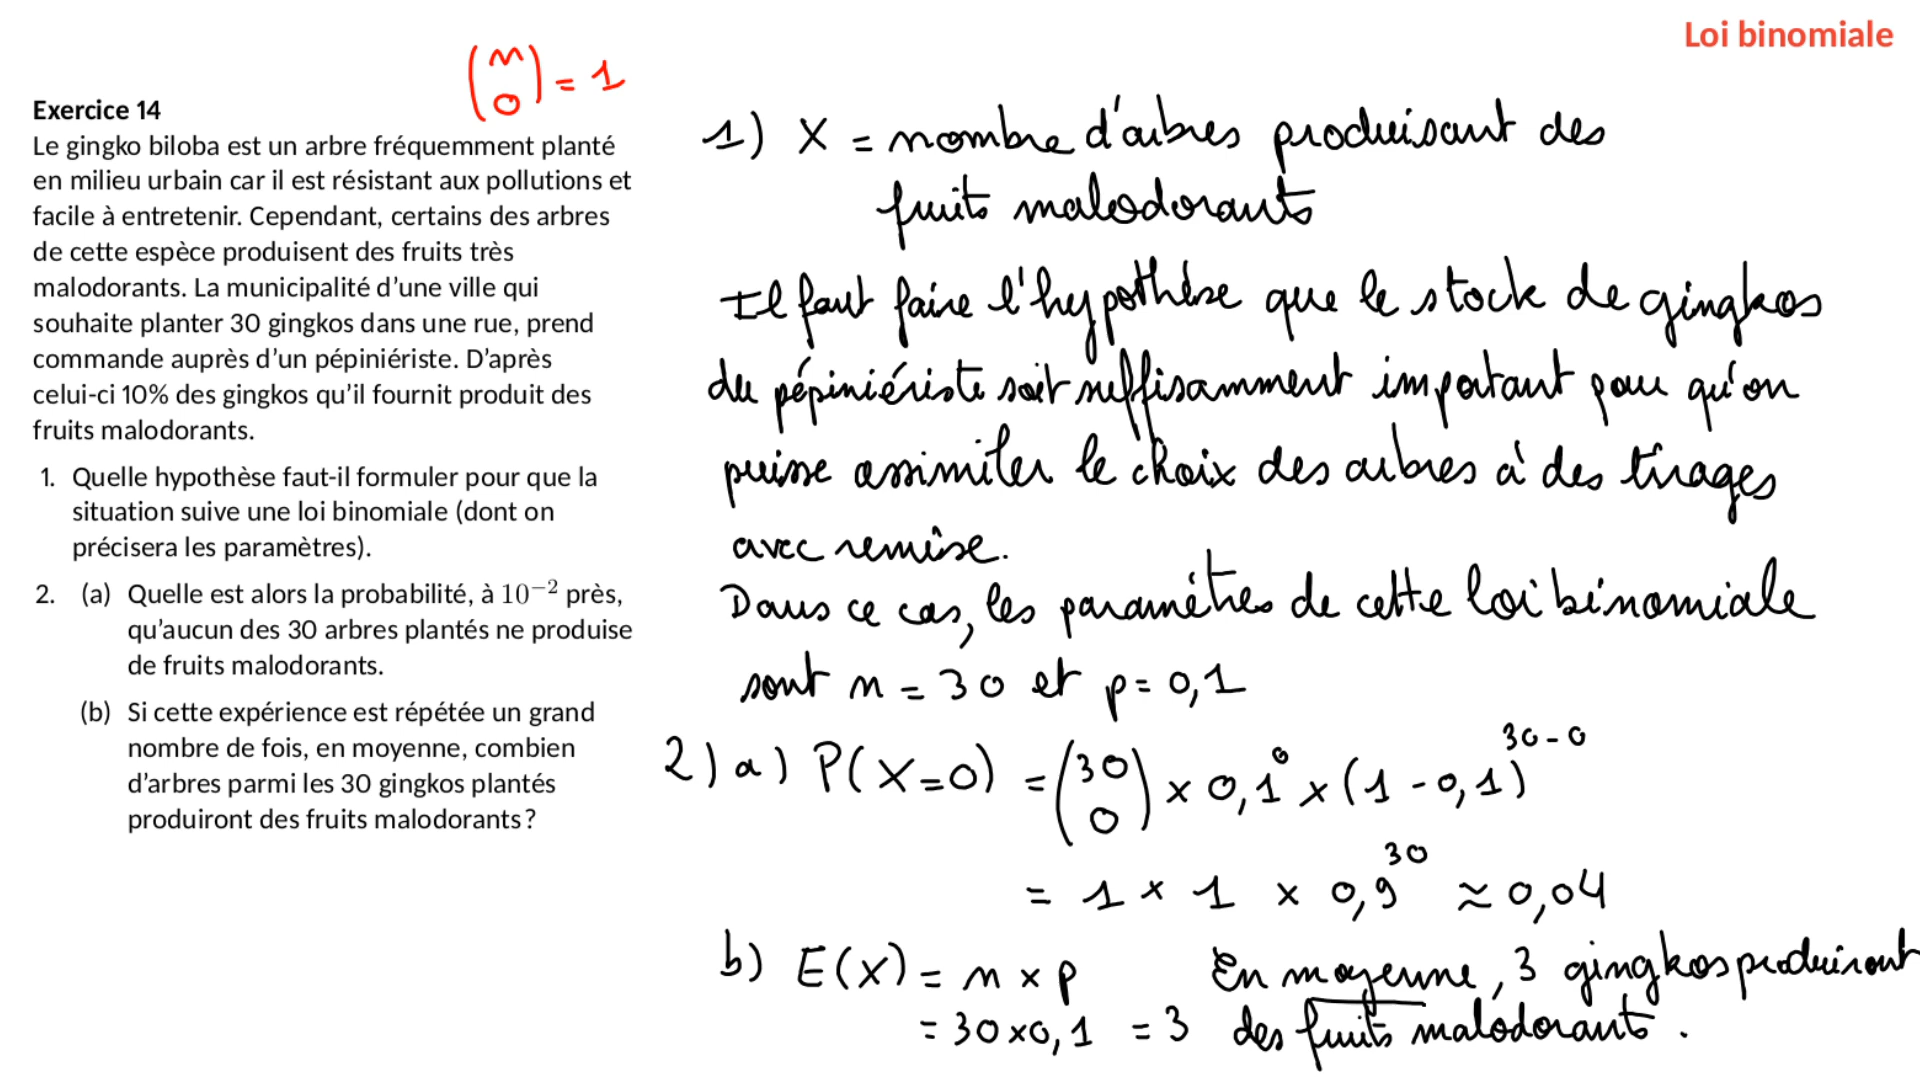 Loi binomiale
(n 0) = 1
Exercice 14
Le gingko biloba est un arbre fréquemment planté
en milieu urbain car il est résistant aux pollutions et
facile à entretenir. Cependant, certains des arbres
de cette espèce produisent des fruits très
malodorants. La municipalité d'une ville qui
souhaite planter 30 gingkos dans une rue, prend
commande auprès d'un pépiniériste. D'après
celui-ci 10% des gingkos qu'il fournit produit des
fruits malodorants.
1. Quelle hypothèse faut-il formuler pour que la
situation suive une loi binomiale (dont on
précisera les paramètres).
2. (a) Quelle est alors la probabilité, à 10⁻² près,
qu'aucun des 30 arbres plantés ne produise
de fruits malodorants.
(b) Si cette expérience est répétée un grand
nombre de fois, en moyenne, combien
d'arbres parmi les 30 gingkos plantés
produiront des fruits malodorants ?
1) X = nombre d'arbres produisant des
fruits malodorants
Il faut faire l'hypothèse que le stock de gingkos
du pépiniériste soit suffisamment important pour qu'on
puisse assimiler le choix des arbres à des tirages
avec remise.
Dans ce cas, les paramètres de cette loi binomiale
sont n = 30 et p = 0,1
2) a) P(X=0) = (30 0) × 0,1⁰ × (1 - 0,1)³⁰⁻⁰
= 1 × 1 × 0,9³⁰ ≈ 0,04
b) E(X) = n × p
= 30 × 0,1 = 3
En moyenne, 3 gingkos produiront
des fruits malodorants.